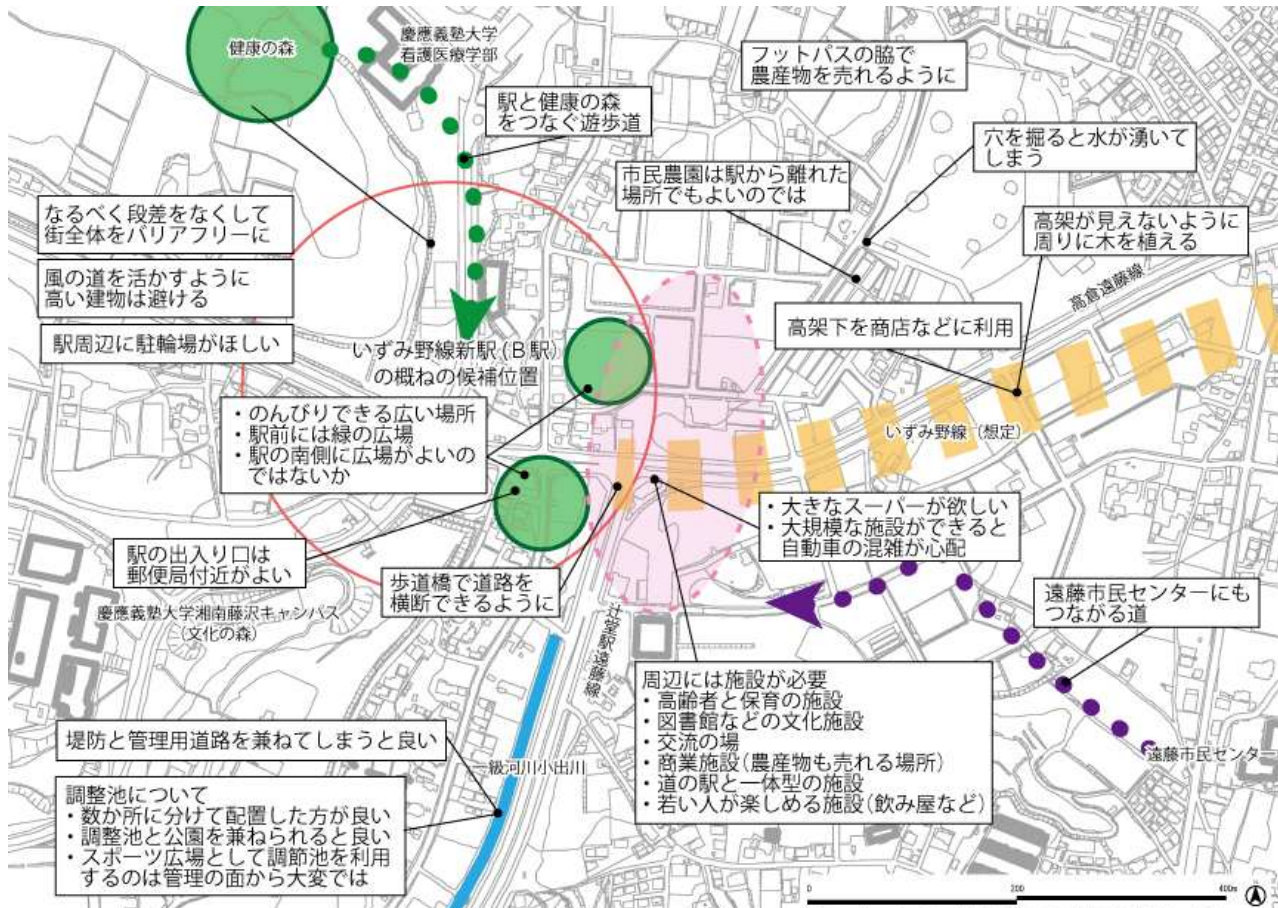 健康の森
慶應義塾大学
看護医療学部
フットパスの脇で
農産物を売れるように
駅と健康の森
をつなぐ遊歩道
穴を掘ると水が湧いて
しまう
市民農園は駅から離れた
場所でもよいのでは
なるべく段差をなくして
街全体をバリアフリーに
高架が見えないように
周りに木を植える
風の道を活かすように
高い建物は避ける
高倉遠藤線
高架下を商店などに利用
駅周辺に駐輪場がほしい
いずみ野線新駅(B駅)
の概ねの候補位置
・のんびりできる広い場所
・駅前には緑の広場
・駅の南側に広場がよいの
ではないか
いずみ野線(想定)
・大きなスーパーが欲しい
・大規模な施設ができると
自動車の混雑が心配
駅の出入り口は
郵便局付近がよい
歩道橋で道路を
横断できるように
遠藤市民センターにも
つながる道
慶應義塾大学湘南藤沢キャンパス
(文化の森)
辻堂駅遠藤線
周辺には施設が必要
・高齢者と保育の施設
・図書館などの文化施設
・交流の場
・商業施設(農産物も売れる場所)
・道の駅と一体型の施設
・若い人が楽しめる施設(飲み屋など)
堤防と管理用道路を兼ねてしまうと良い
一級河川小出川
遠藤市民センター
調整池について
・数か所に分けて配置した方が良い
・調整池と公園を兼ねられると良い
・スポーツ広場として調節池を利用
するのは管理の面から大変では
0 200 400m